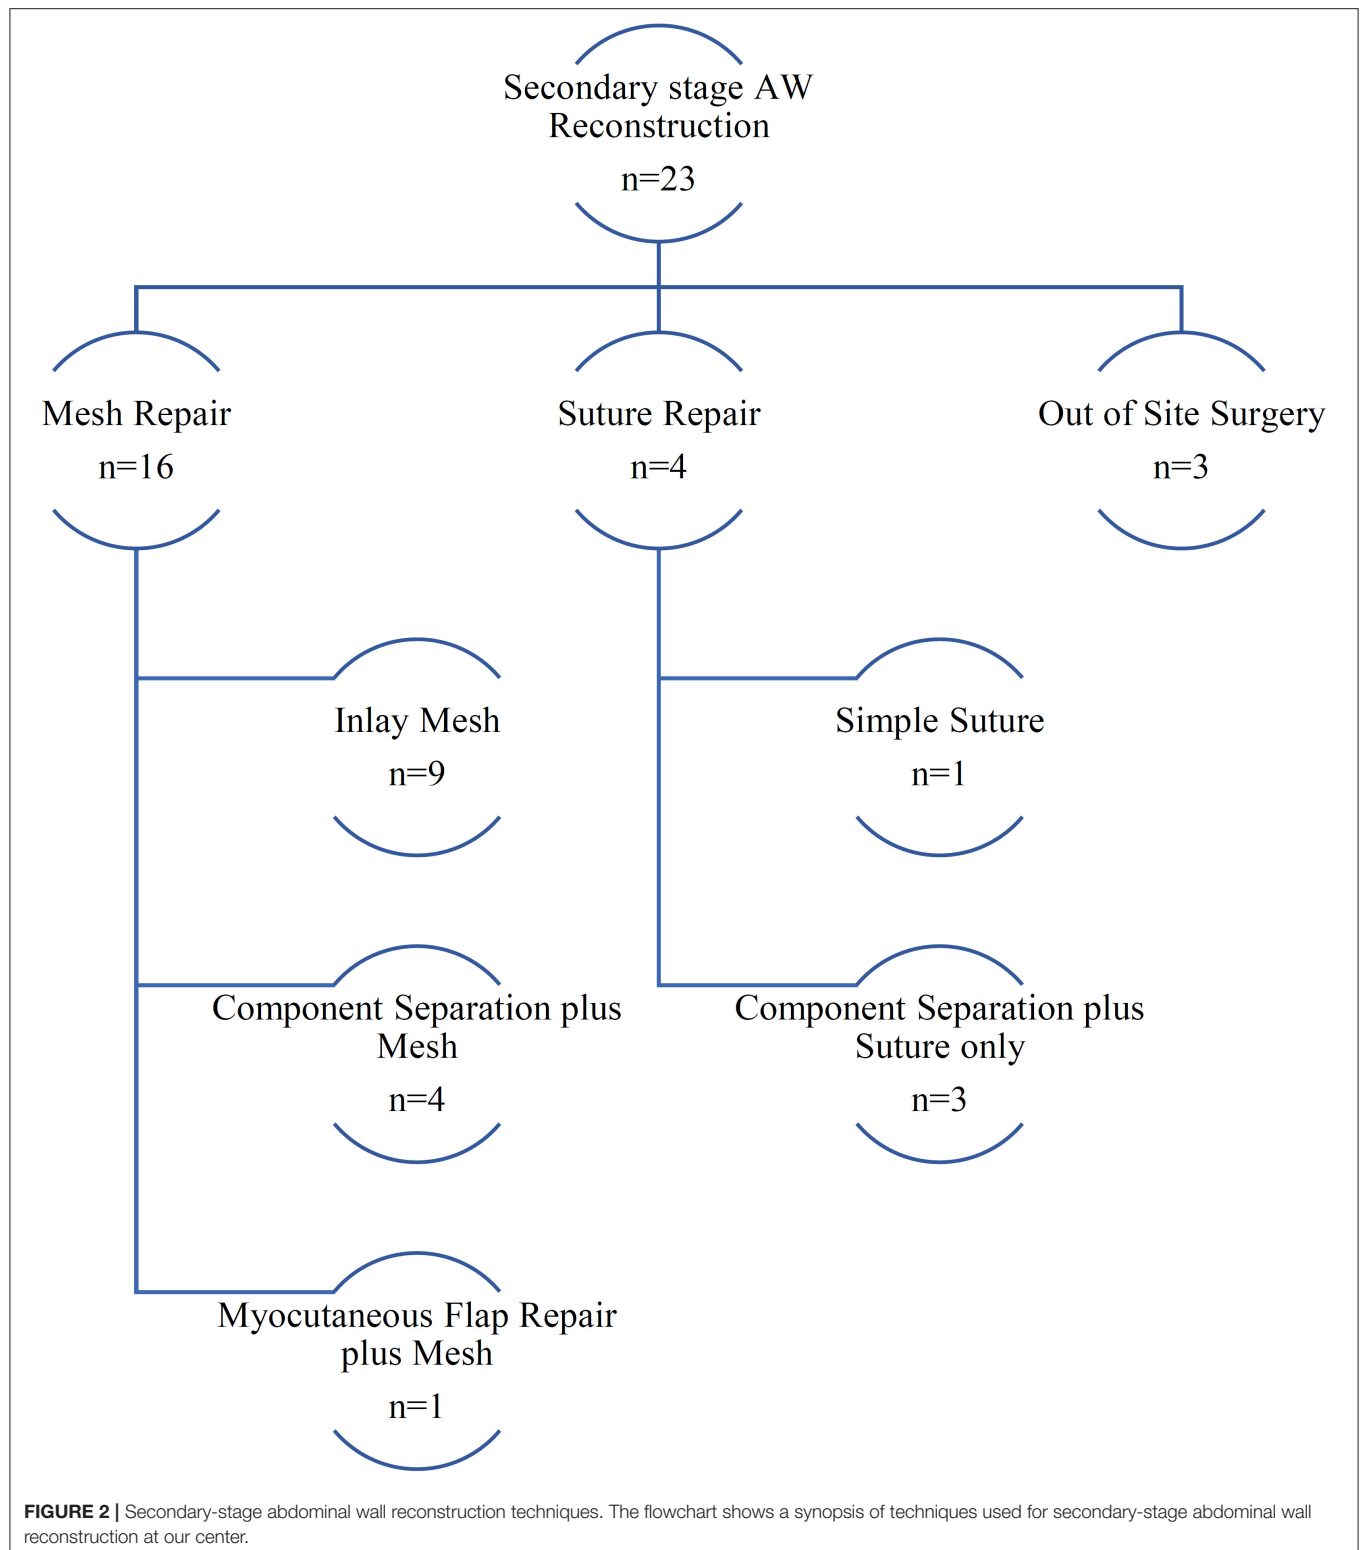 Secondary stage AW
Reconstruction
n=23
Mesh Repair
n=16
Suture Repair
n=4
Out of Site Surgery
n=3
Inlay Mesh
n=9
Simple Suture
n=1
Component Separation plus
Mesh
n=4
Component Separation plus
Suture only
n=3
Myocutaneous Flap Repair
plus Mesh
n=1
FIGURE 2 | Secondary-stage abdominal wall reconstruction techniques. The flowchart shows a synopsis of techniques used for secondary-stage abdominal wall
reconstruction at our center.